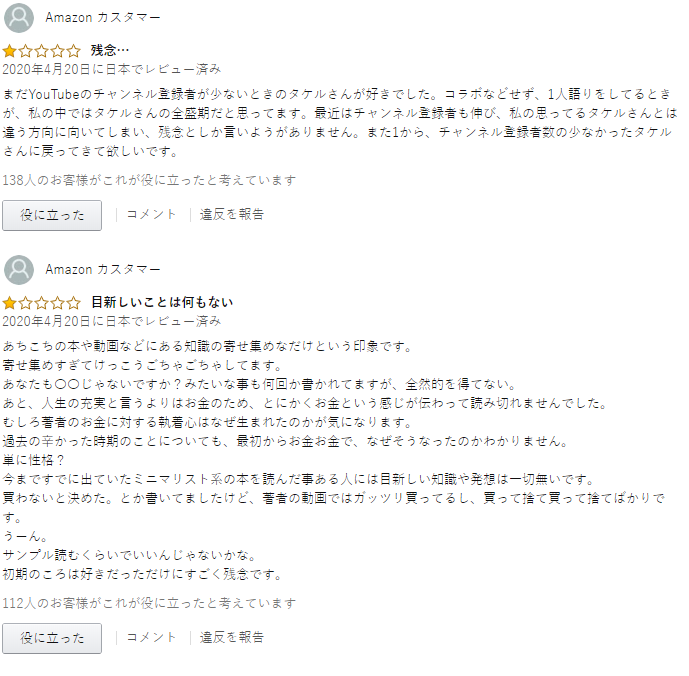 Amazon カスタマー
残念…
2020年4月20日に日本でレビュー済み
まだYouTubeのチャンネル登録者が少ないときのタケルさんが好きでした。コラボなどせず、1人語りをしてるとき
が、私の中ではタケルさんの全盛期だと思ってます。最近はチャンネル登録者も伸び、私の思ってるタケルさんとは
違う方向に向いてしまい、残念としか言いようがありません。また1から、チャンネル登録者数の少なかったタケル
さんに戻ってきて欲しいです。
138人のお客様がこれが役に立ったと考えています
役に立った コメント 違反を報告
Amazon カスタマー
目新しいことは何もない
2020年4月20日に日本でレビュー済み
あちこちの本や動画などにある知識の寄せ集めなだけという印象です。
寄せ集めすぎてけっこうごちゃごちゃしてます。
あなたも〇〇じゃないですか？みたいな事も何回か書かれてますが、全然的を得てない。
あと、人生の充実と言うよりはお金のため、とにかくお金という感じが伝わって読み切れませんでした。
むしろ著者のお金に対する執着心はなぜ生まれたのかが気になります。
過去の辛かった時期のことについても、最初からお金お金で、なぜそうなったのかわかりません。
単に性格？
今まですでに出ていたミニマリスト系の本を読んだ事ある人には目新しい知識や発想は一切無いです。
買わないと決めた。とか書いてましたけど、著者の動画ではガッツリ買ってるし、買って捨て買って捨てばかりで
す。
うーん。
サンプル読むくらいでいいんじゃないかな。
初期のころは好きだっただけにすごく残念です。
112人のお客様がこれが役に立ったと考えています
役に立った コメント 違反を報告